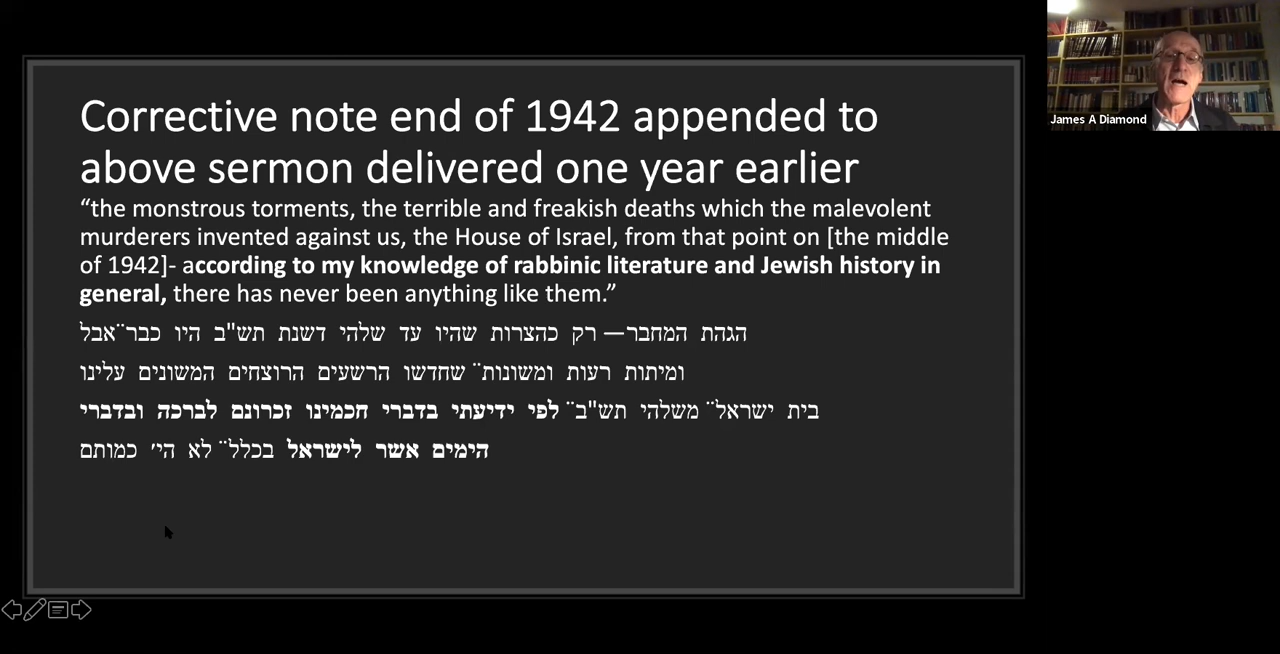 Corrective note end of 1942 appended to
above sermon delivered one year earlier
“the monstrous torments, the terrible and freakish deaths which the malevolent
murderers invented against us, the House of Israel, from that point on [the middle
of 1942]- according to my knowledge of rabbinic literature and Jewish history in
general, there has never been anything like them.”
הגהת המחבר— רק כהצרות שהיו עד שלהי דשנת תש"ב היו כבר¨אבל
ומיתות רעות ומשונות¨ שחדשו הרשעים הרוצחים המשונים עלינו
בית ישראל¨ משלהי תש"ב¨ לפי ידיעתי בדברי חכמינו זכרונם לברכה ובדברי
הימים אשר לישראל בכלל¨ לא הי׳ כמותם
James A Diamond